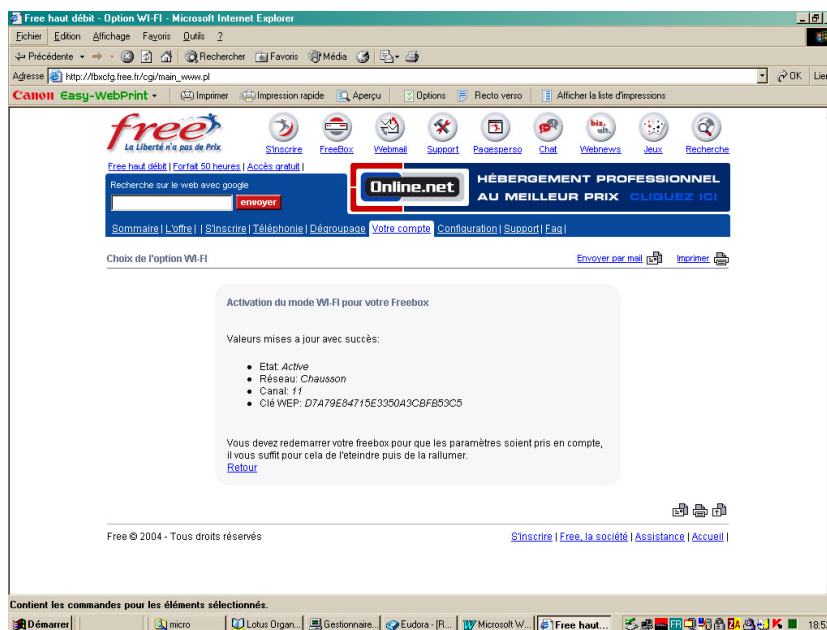 Free haut débit - Option WI-FI - Microsoft Internet Explorer
Fichier Edition Affichage Favoris Outils ?
Précédente Rechercher Favoris Média
Adresse http://fbxcfg.free.fr/cgi/main_www.pl OK Lier
Canon Easy-WebPrint Imprimer Impression rapide Aperçu Options Recto verso Afficher la liste d'impressions
free
La Liberté n'a pas de Prix
biz. alt.
S'inscrire FreeBox Webmail Support Pagesperso Chat Webnews Jeux Recherche
Free haut débit | Forfait 50 heures | Accès gratuit |
Recherche sur le web avec google
envoyer
Online.net
HÉBERGEMENT PROFESSIONNEL
AU MEILLEUR PRIX CLIQUEZ ICI
Sommaire | L'offre | | S'inscrire | Téléphonie | Dégroupage Votre compte Configuration | Support | Faq |
Choix de l'option WI-FI Envoyer par mail Imprimer
Activation du mode WI-FI pour votre Freebox
Valeurs mises a jour avec succès:
• Etat: Active
• Réseau: Chausson
• Canal: 11
• Clé WEP: D7A79E84715E3350A3CBFB53C5
Vous devez redemarrer votre freebox pour que les paramètres soient pris en compte,
il vous suffit pour cela de l'eteindre puis de la rallumer.
Retour
Free © 2004 - Tous droits réservés S'inscrire | Free, la société | Assistance | Accueil |
Contient les commandes pour les éléments sélectionnés.
Démarrer micro Lotus Organ... Gestionnaire... Eudora - [R... Microsoft W... Free haut... FR 18:5